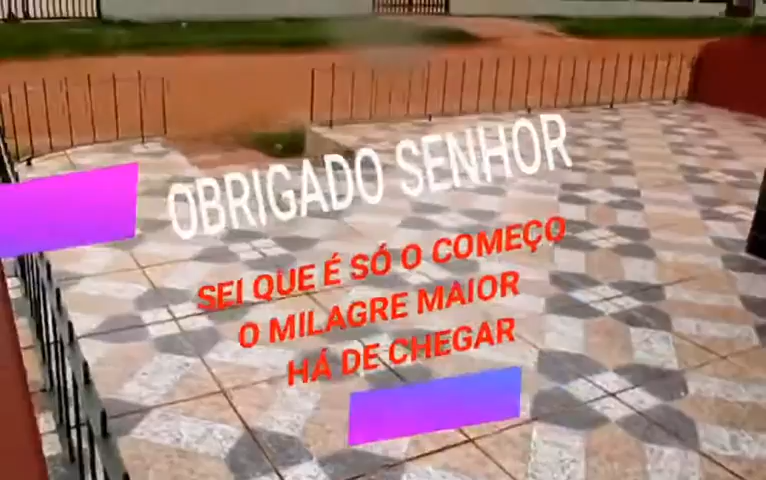 OBRIGADO SENHOR
SEI QUE É SÓ O COMEÇO
O MILAGRE MAIOR
HÁ DE CHEGAR